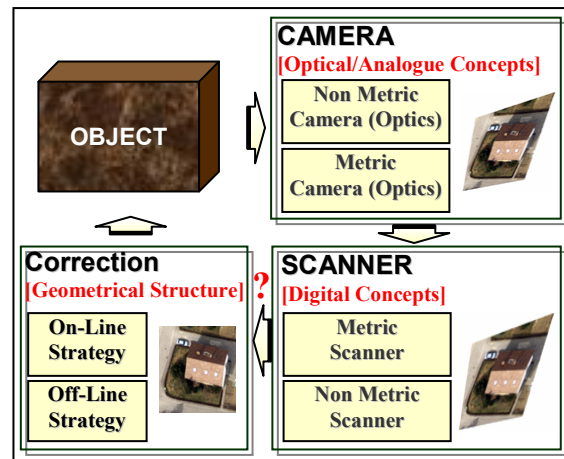 OBJECT
CAMERA
[Optical/Analogue Concepts]
Non Metric
Camera (Optics)
Metric
Camera (Optics)
SCANNER
[Digital Concepts]
Metric
Scanner
Non Metric
Scanner
?
Correction
[Geometrical Structure]
On-Line
Strategy
Off-Line
Strategy